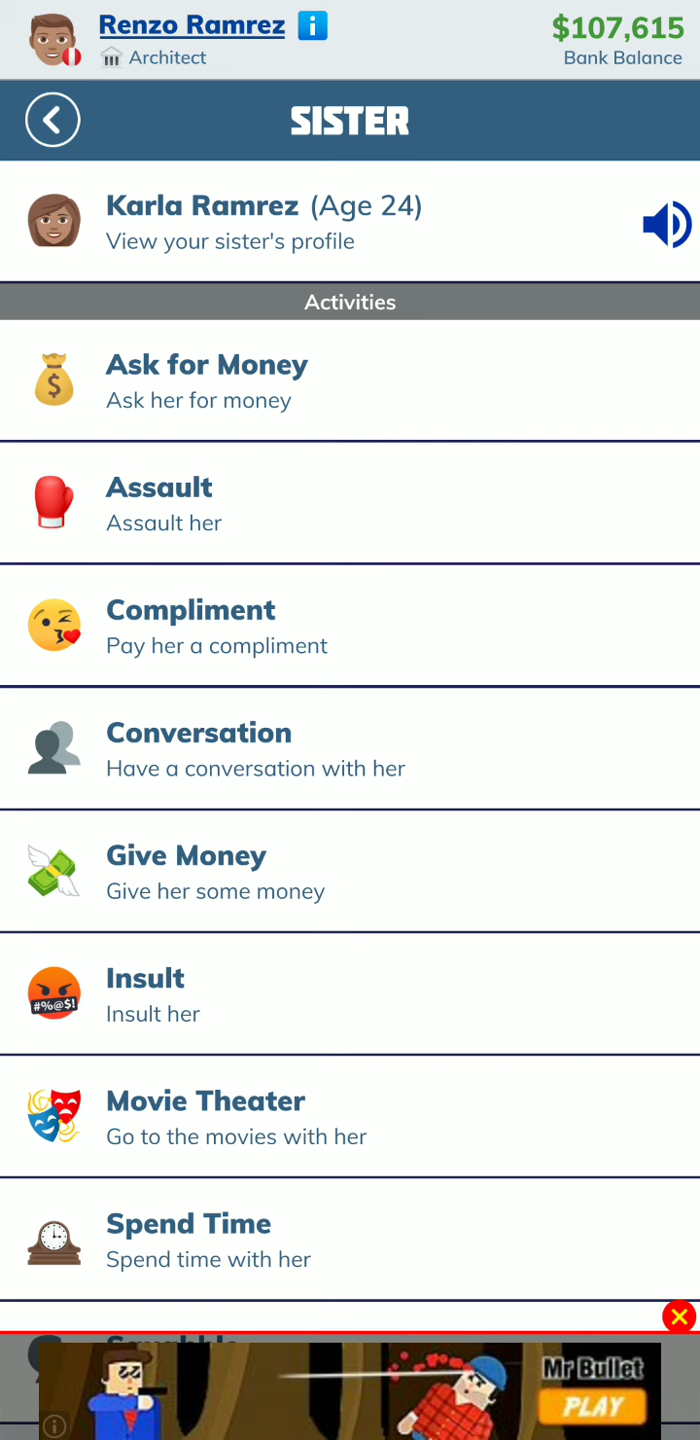 Renzo Ramrez
Architect
$107,615
Bank Balance
SISTER
Karla Ramrez (Age 24)
View your sister's profile
Activities
Ask for Money
Ask her for money
Assault
Assault her
Compliment
Pay her a compliment
Conversation
Have a conversation with her
Give Money
Give her some money
#%@$!
Insult
Insult her
Movie Theater
Go to the movies with her
Spend Time
Spend time with her
Mr Bullet
PLAY